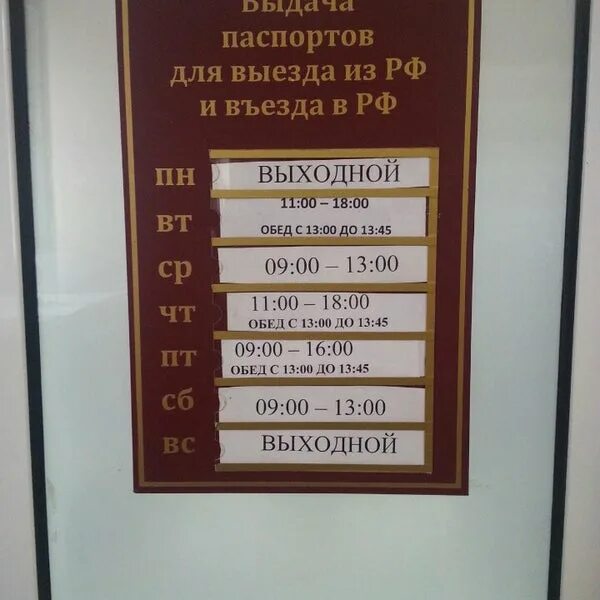 Выдача
паспортов
для выезда из РФ
и въезда в РФ
пн ВЫХОДНОЙ
вт 11:00 – 18:00
ОБЕД С 13:00 ДО 13:45
ср 09:00 – 13:00
чт 11:00 – 18:00
ОБЕД С 13:00 ДО 13:45
пт 09:00 – 16:00
ОБЕД С 13:00 ДО 13:45
сб 09:00 – 13:00
вс ВЫХОДНОЙ